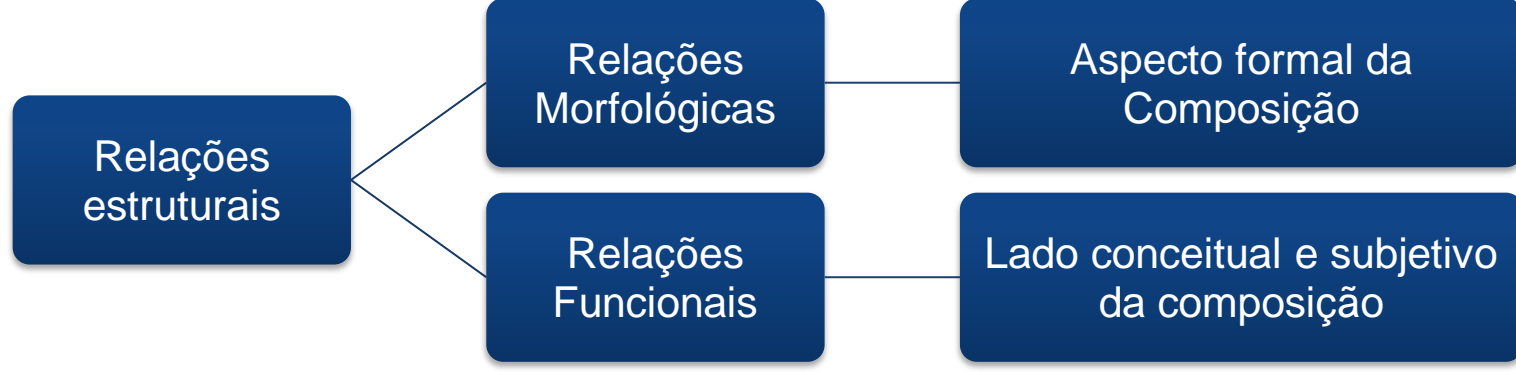 Relações
estruturais
Relações
Morfológicas
Aspecto formal da
Composição
Relações
Funcionais
Lado conceitual e subjetivo
da composição